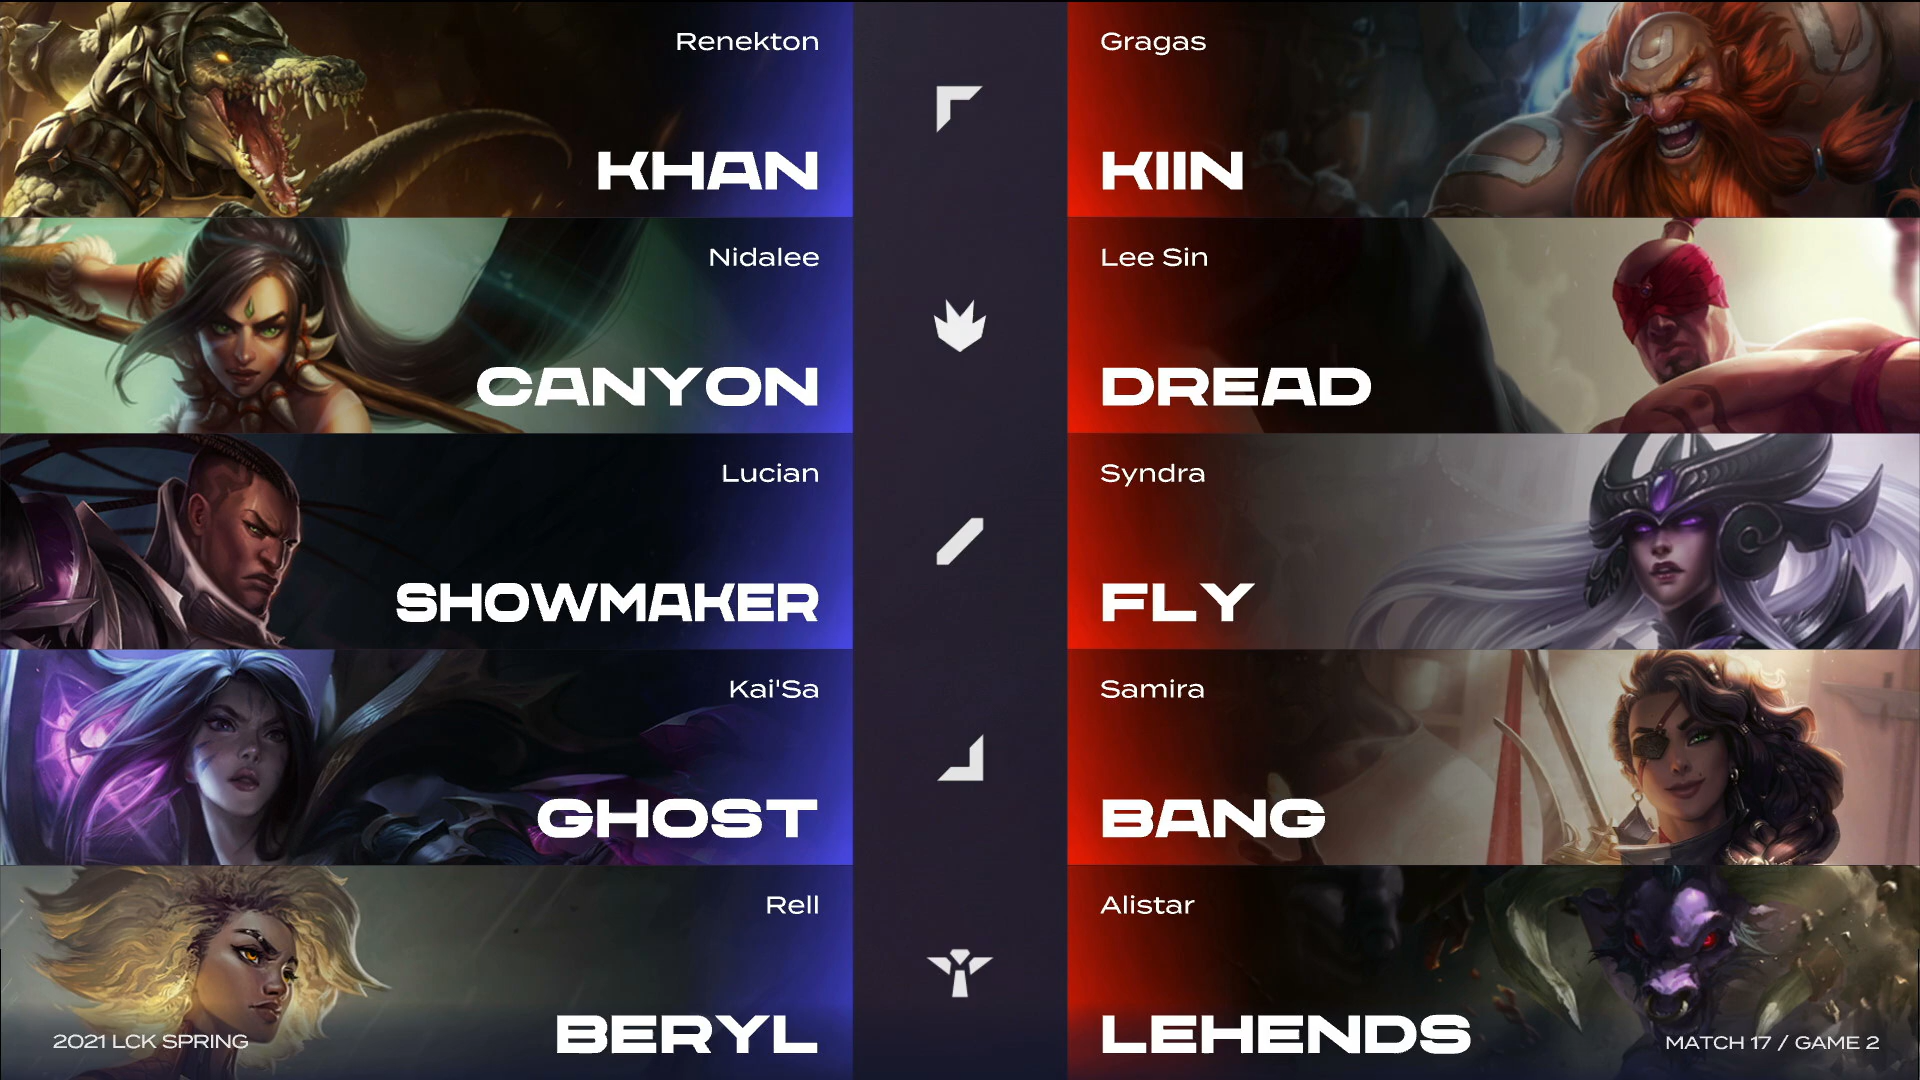 Renekton
KHAN
Gragas
KIIN
Nidalee
CANYON
Lee Sin
DREAD
Lucian
SHOWMAKER
Syndra
FLY
Kai'Sa
GHOST
Samira
BANG
Rell
BERYL
Alistar
LEHENDS
2021 LCK SPRING
MATCH 17 / GAME 2